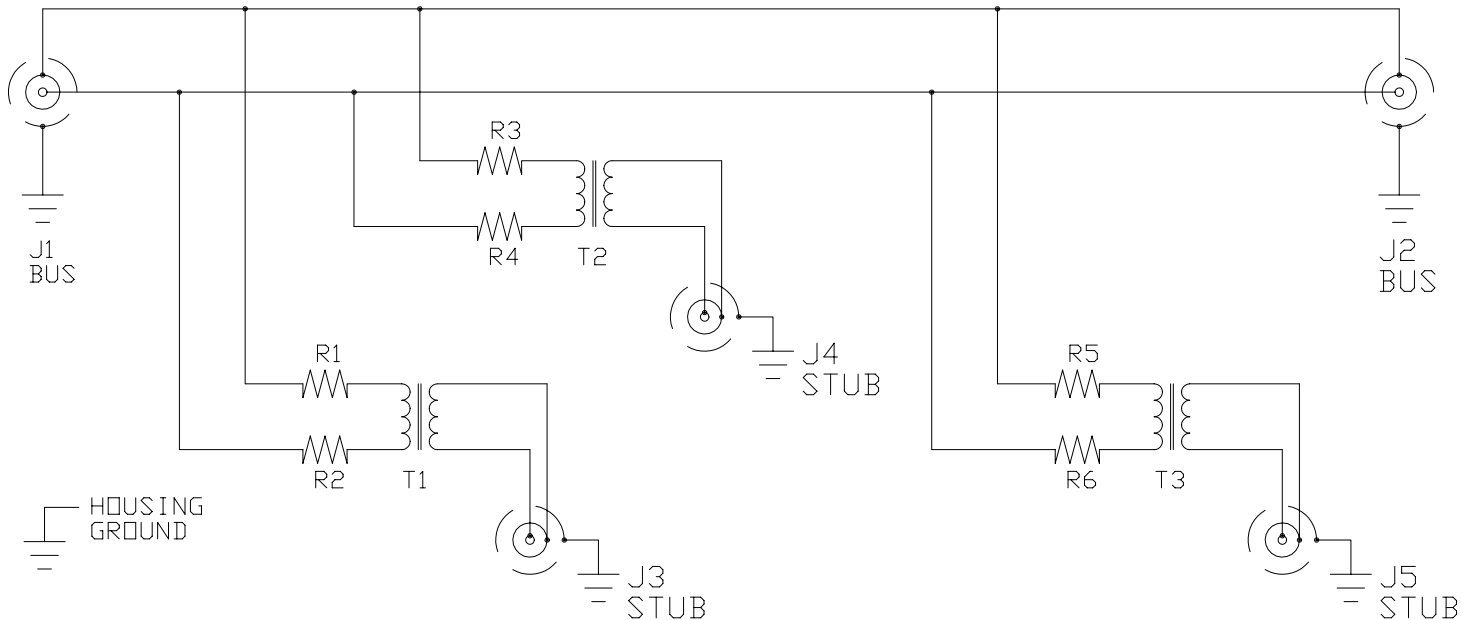 R3
R4
T2
J1
BUS
J2
BUS
J4
STUB
R1
R2
T1
R5
R6
T3
HOUSING
GROUND
J3
STUB
J5
STUB